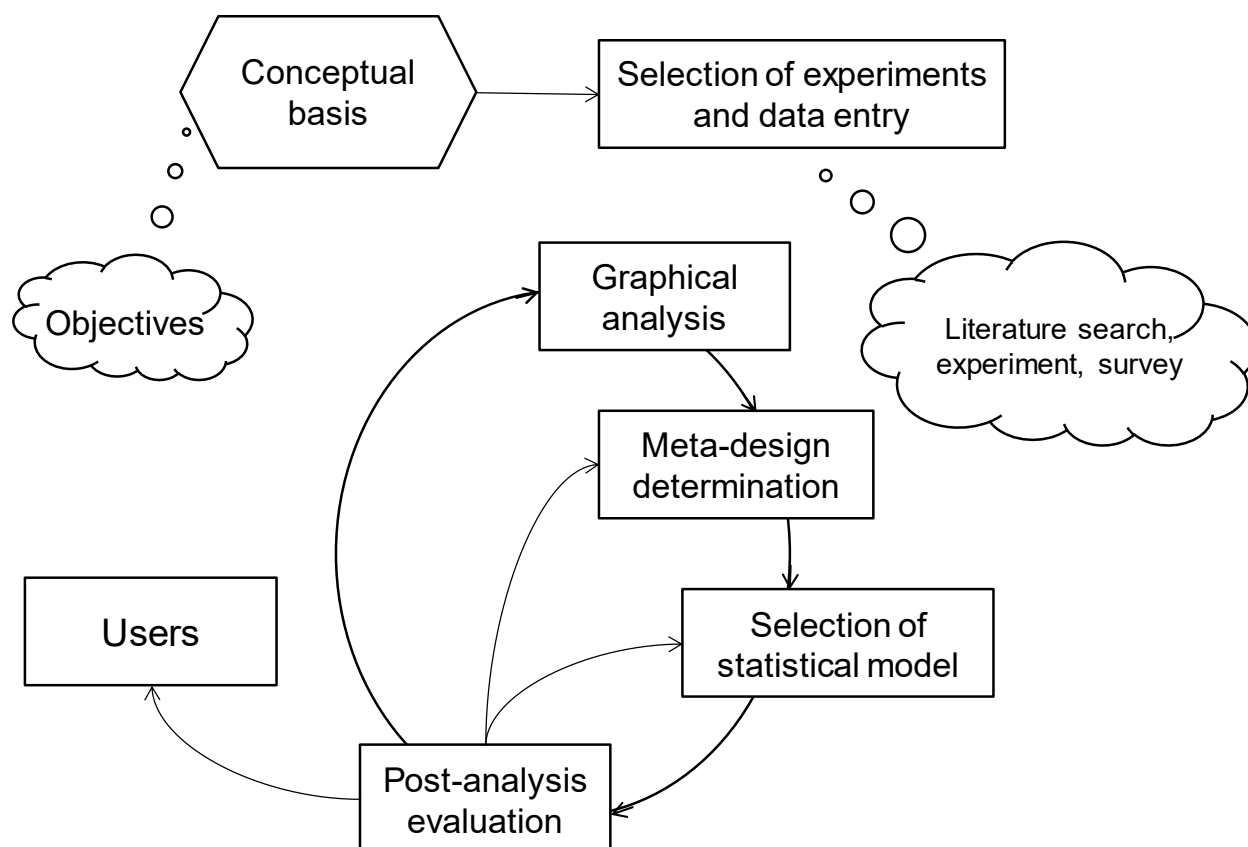 Conceptual
basis
Selection of experiments
and data entry
Objectives
Graphical
analysis
Literature search,
experiment, survey
Meta-design
determination
Users
Selection of
statistical model
Post-analysis
evaluation